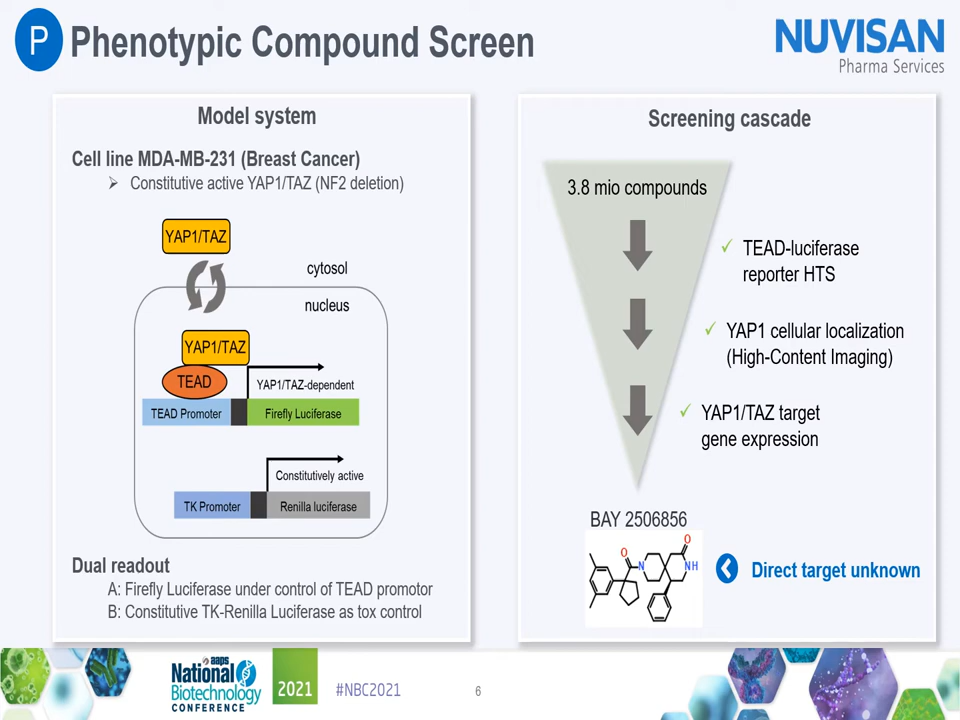 P Phenotypic Compound Screen
NUVISAN
Pharma Services
Model system
Cell line MDA-MB-231 (Breast Cancer)
Constitutive active YAP1/TAZ (NF2 deletion)
YAP1/TAZ
cytosol
nucleus
YAP1/TAZ
TEAD
YAP1/TAZ-dependent
TEAD Promoter
Firefly Luciferase
Constitutively active
TK Promoter
Renilla luciferase
Dual readout
A: Firefly Luciferase under control of TEAD promotor
B: Constitutive TK-Renilla Luciferase as tox control
Screening cascade
3.8 mio compounds
✓ TEAD-luciferase
reporter HTS
✓ YAP1 cellular localization
(High-Content Imaging)
✓ YAP1/TAZ target
gene expression
BAY 2506856
O
O
N
NH
Direct target unknown
aaps
National
Biotechnology
CONFERENCE
2021
#NBC2021
6